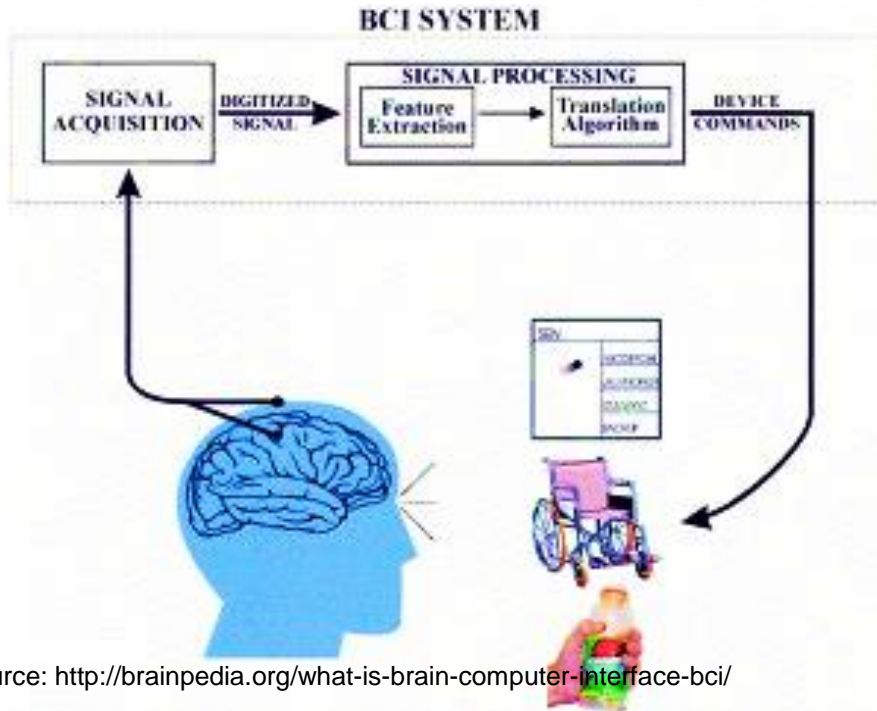 BCI SYSTEM
SIGNAL
ACQUISITION
DIGITIZED
SIGNAL
SIGNAL PROCESSING
Feature
Extraction
Translation
Algorithm
DEVICE
COMMANDS
urce: http://brainpedia.org/what-is-brain-computer-interface-bci/